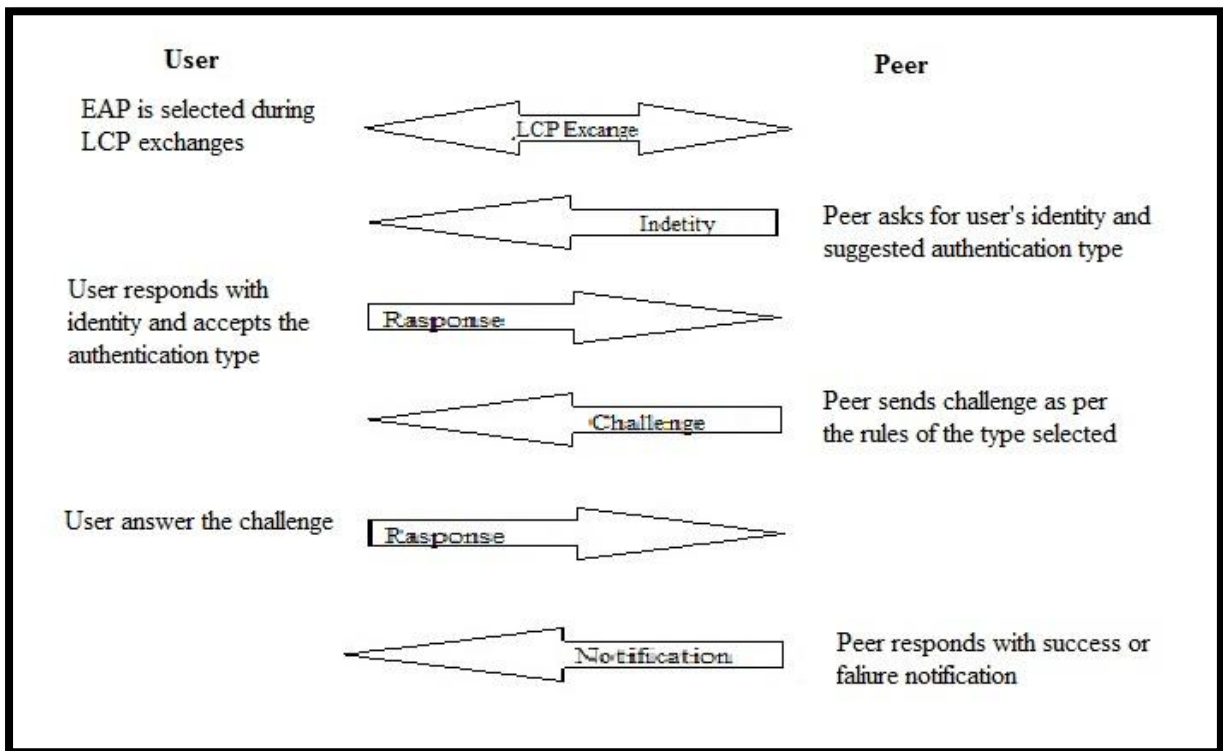 User
Peer
EAP is selected during
LCP exchanges
LCP Excange
Indetity
Peer asks for user's identity and
suggested authentication type
User responds with
identity and accepts the
authentication type
Rasponse
Challenge
Peer sends challenge as per
the rules of the type selected
User answer the challenge
Rasponse
Notification
Peer responds with success or
faliure notification